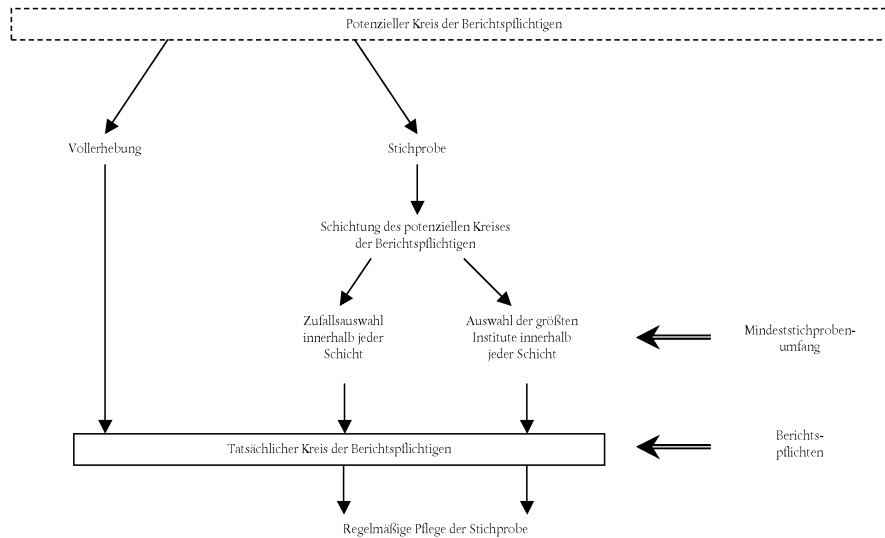 Potenzieller Kreis der Berichtspflichtigen
Vollerhebung
Stichprobe
Schichtung des potenziellen Kreises
der Berichtspflichtigen
Zufallsauswahl
innerhalb jeder
Schicht
Auswahl der größten
Institute innerhalb
jeder Schicht
Mindeststichproben-
umfang
Tatsächlicher Kreis der Berichtspflichtigen
Berichts-
pflichten
Regelmäßige Pflege der Stichprobe